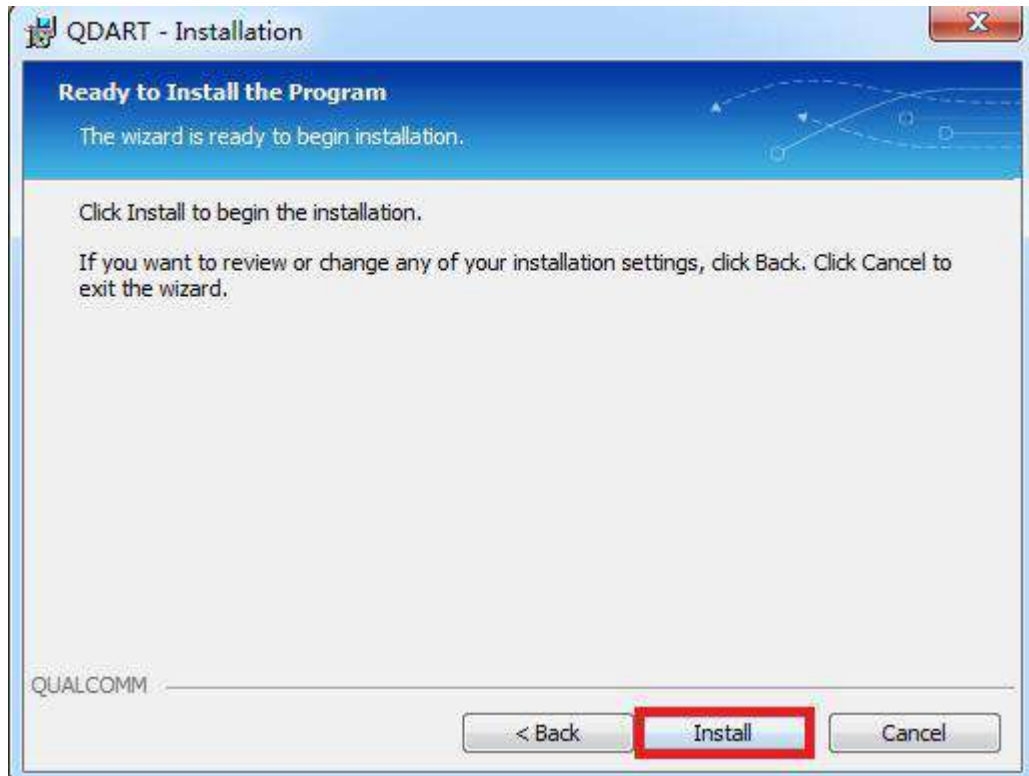 QDART - Installation
Ready to Install the Program
The wizard is ready to begin installation.
Click Install to begin the installation.
If you want to review or change any of your installation settings, click Back. Click Cancel to
exit the wizard.
QUALCOMM
< Back Install Cancel